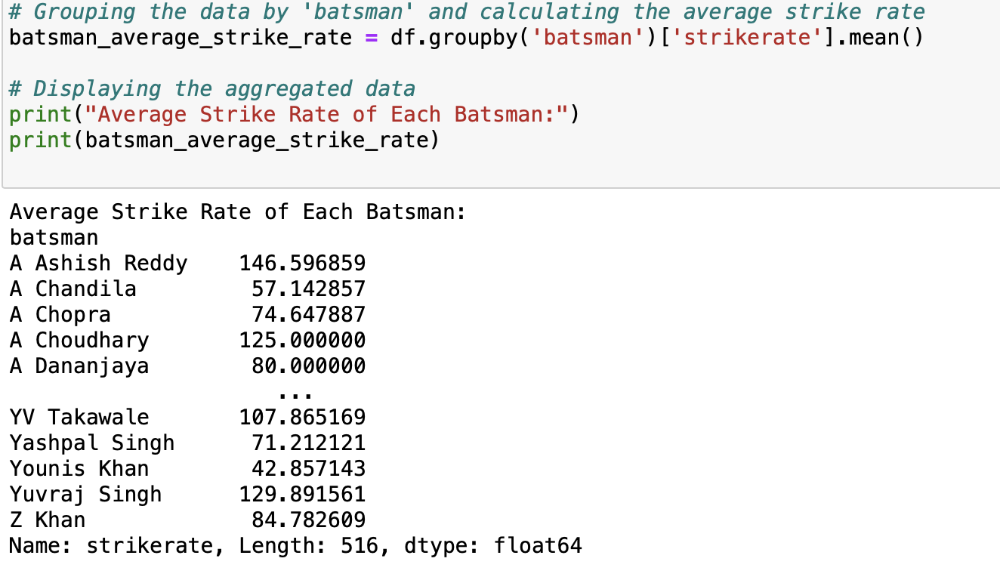 # Grouping the data by 'batsman' and calculating the average strike rate
batsman_average_strike_rate = df.groupby('batsman')['strikerate'].mean()
# Displaying the aggregated data
print("Average Strike Rate of Each Batsman:")
print(batsman_average_strike_rate)
Average Strike Rate of Each Batsman:
batsman
A Ashish Reddy    146.596859
A Chandila         57.142857
A Chopra           74.647887
A Choudhary       125.000000
A Dananjaya        80.000000
                     ...
YV Takawale       107.865169
Yashpal Singh      71.212121
Younis Khan        42.857143
Yuvraj Singh      129.891561
Z Khan             84.782609
Name: strikerate, Length: 516, dtype: float64